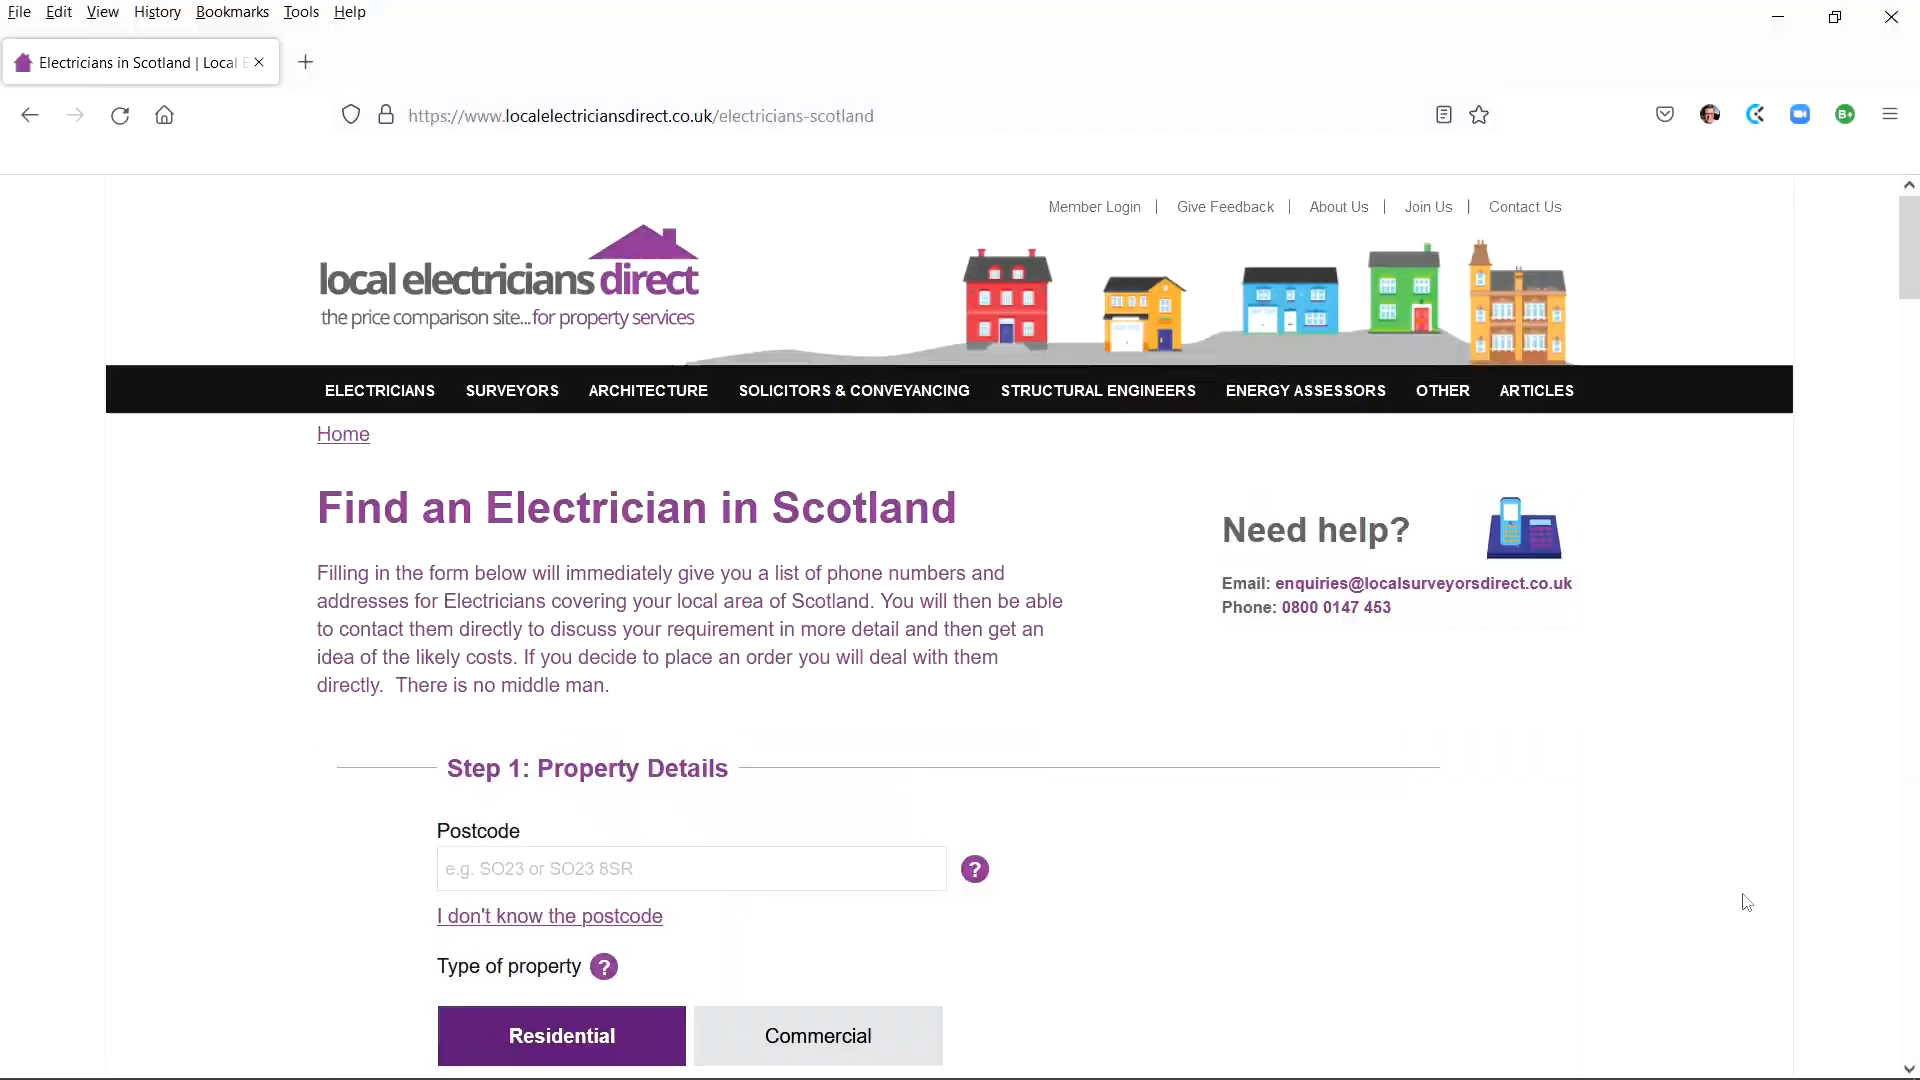 File Edit View History Bookmarks Tools Help
Electricians in Scotland | Local E
https://www.localelectriciansdirect.co.uk/electricians-scotland
B+
Member Login | Give Feedback | About Us | Join Us | Contact Us
local electricians direct
the price comparison site...for property services
ELECTRICIANS SURVEYORS ARCHITECTURE SOLICITORS & CONVEYANCING STRUCTURAL ENGINEERS ENERGY ASSESSORS OTHER ARTICLES
Home
Find an Electrician in Scotland
Filling in the form below will immediately give you a list of phone numbers and
addresses for Electricians covering your local area of Scotland. You will then be able
to contact them directly to discuss your requirement in more detail and then get an
idea of the likely costs. If you decide to place an order you will deal with them
directly.  There is no middle man.
Need help?
Email: enquiries@localsurveyorsdirect.co.uk
Phone: 0800 0147 453
Step 1: Property Details
Postcode
e.g. SO23 or SO23 8SR
?
I don't know the postcode
Type of property ?
Residential Commercial